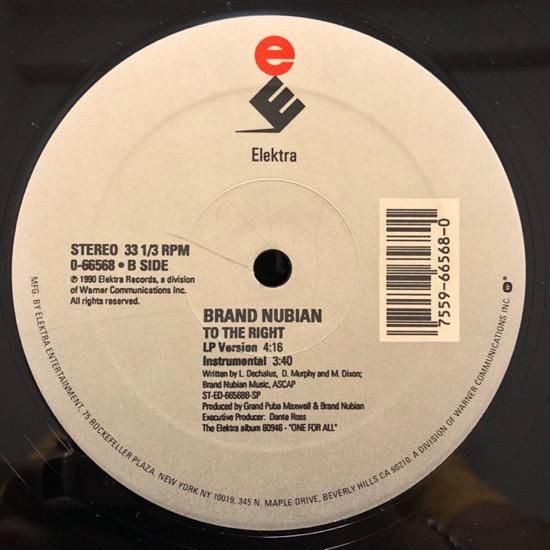 e
E
Elektra
STEREO 33 1/3 RPM
0-66568 • B SIDE
℗ 1990 Elektra Records, a division
of Warner Communications Inc.
All rights reserved.
7559-66568-0
BRAND NUBIAN
TO THE RIGHT
LP Version 4:16
Instrumental 3:40
Written by L. Dechalus, D. Murphy and M. Dixon;
Brand Nubian Music, ASCAP
ST-ED-66568B-SP
Produced by Grand Puba Maxwell & Brand Nubian
Executive Producer: Dante Ross
The Elektra album 60946 - "ONE FOR ALL"
MFG. BY ELEKTRA ENTERTAINMENT, 75 ROCKEFELLER PLAZA, NEW YORK NY 10019, 345 N. MAPLE DRIVE, BEVERLY HILLS CA 90210. A DIVISION OF WARNER COMMUNICATIONS INC.